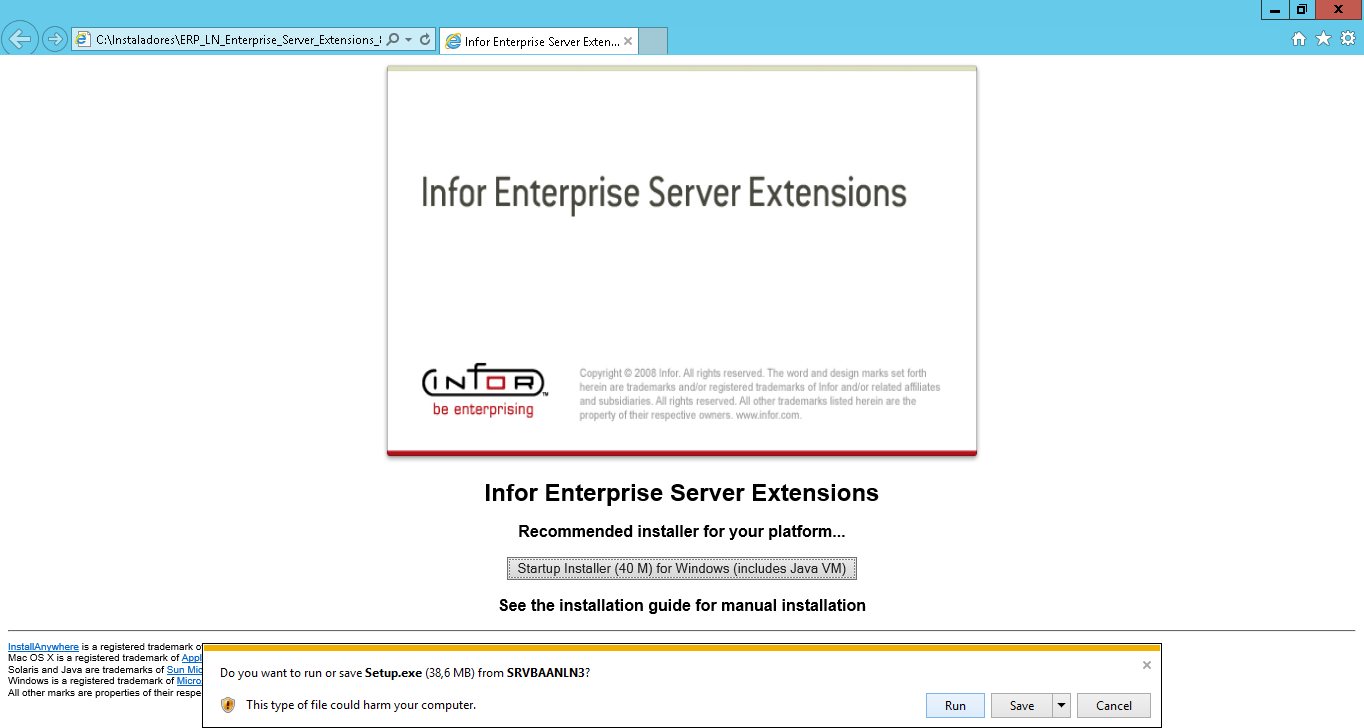 C:\Instaladores\ERP_LN_Enterprise_Server_Extensions_
Infor Enterprise Server Exten...
Infor Enterprise Server Extensions
INFOR™
be enterprising
Copyright © 2008 Infor. All rights reserved. The word and design marks set forth
herein are trademarks and/or registered trademarks of Infor and/or related affiliates
and subsidiaries. All rights reserved. All other trademarks listed herein are the
property of their respective owners. www.infor.com.
Infor Enterprise Server Extensions
Recommended installer for your platform...
Startup Installer (40 M) for Windows (includes Java VM)
See the installation guide for manual installation
InstallAnywhere is a registered trademark o
Mac OS X is a registered trademark of Appl
Solaris and Java are trademarks of Sun Mic
Windows is a registered trademark of Micro
All other marks are properties of their respe
Do you want to run or save Setup.exe (38,6 MB) from SRVBAANLN3?
This type of file could harm your computer.
Run
Save
Cancel